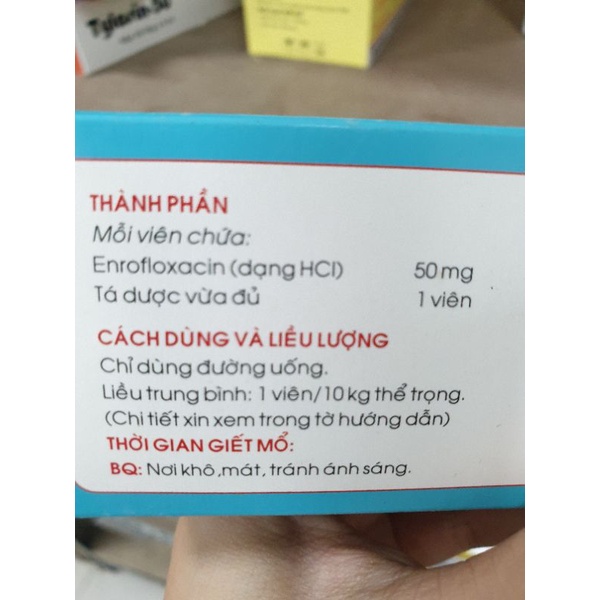 THÀNH PHẦN
Mỗi viên chứa:
Enrofloxacin (dạng HCl) 50 mg
Tá dược vừa đủ 1 viên
CÁCH DÙNG VÀ LIỀU LƯỢNG
Chỉ dùng đường uống.
Liều trung bình: 1 viên/10 kg thể trọng.
(Chi tiết xin xem trong tờ hướng dẫn)
THỜI GIAN GIẾT MỔ:
BQ: Nơi khô ,mát, tránh ánh sáng.